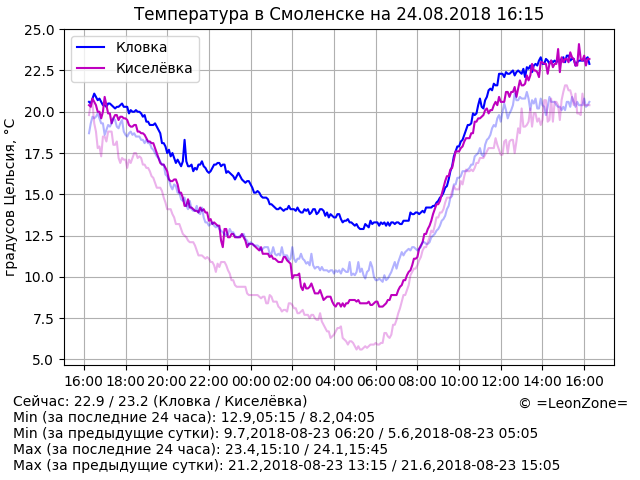 Температура в Смоленске на 24.08.2018 16:15
Кловка
Киселёвка
градусов Цельсия, °C
25.0
22.5
20.0
17.5
15.0
12.5
10.0
7.5
5.0
16:00 18:00 20:00 22:00 00:00 02:00 04:00 06:00 08:00 10:00 12:00 14:00 16:00
Сейчас: 22.9 / 23.2 (Кловка / Киселёвка)
© =LeonZone=
Min (за последние 24 часа): 12.9,05:15 / 8.2,04:05
Min (за предыдущие сутки): 9.7,2018-08-23 06:20 / 5.6,2018-08-23 05:05
Max (за последние 24 часа): 23.4,15:10 / 24.1,15:45
Max (за предыдущие сутки): 21.2,2018-08-23 13:15 / 21.6,2018-08-23 15:05